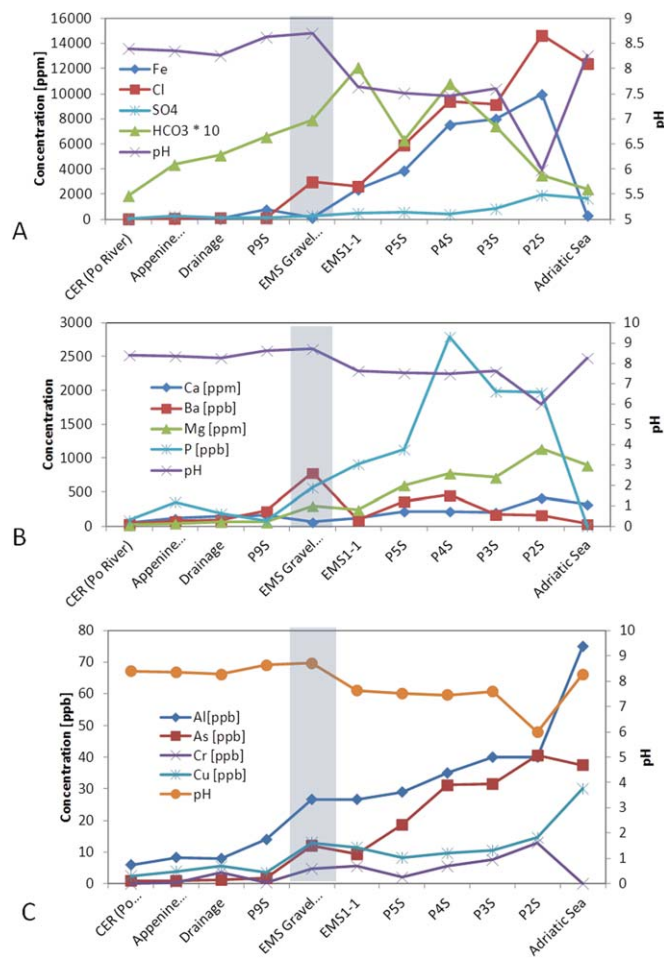 A
Concentration [ppm]
16000
14000
12000
10000
8000
6000
4000
2000
0
Fe
Cl
SO4
HCO3 * 10
pH
9
8.5
8
7.5
7
6.5
6
5.5
5
pH
CER (Po River)
Appenine...
Drainage
P9S
EMS Gravel...
EMS1-1
P5S
P4S
P3S
P2S
Adriatic Sea
B
Concentration
3000
2500
2000
1500
1000
500
0
Ca [ppm]
Ba [ppb]
Mg [ppm]
P [ppb]
pH
10
9
8
7
6
5
4
3
2
1
0
pH
CER (Po River)
Appenine...
Drainage
P9S
EMS Gravel...
EMS1-1
P5S
P4S
P3S
P2S
Adriatic Sea
C
Concentration [ppb]
80
70
60
50
40
30
20
10
0
Al[ppb]
As [ppb]
Cr [ppb]
Cu [ppb]
pH
10
9
8
7
6
5
4
3
2
1
0
pH
CER (Po...
Appenine...
Drainage
P9S
EMS Gravel...
EMS1-1
P5S
P4S
P3S
P2S
Adriatic Sea